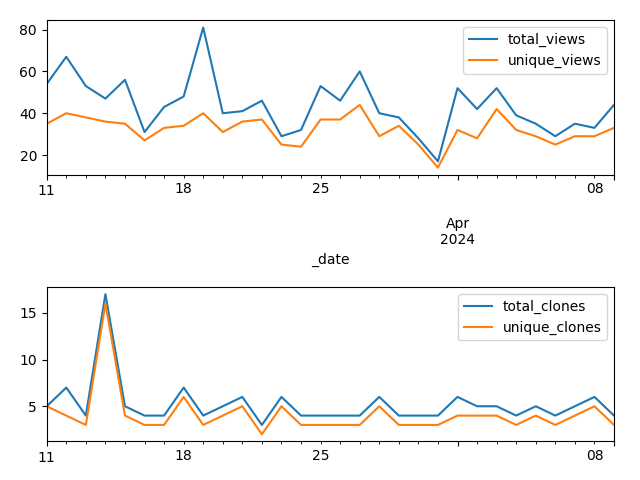 80
60
40
20
total_views
unique_views
11
18
25
08
Apr
2024
_date
15
10
5
total_clones
unique_clones
11
18
25
08